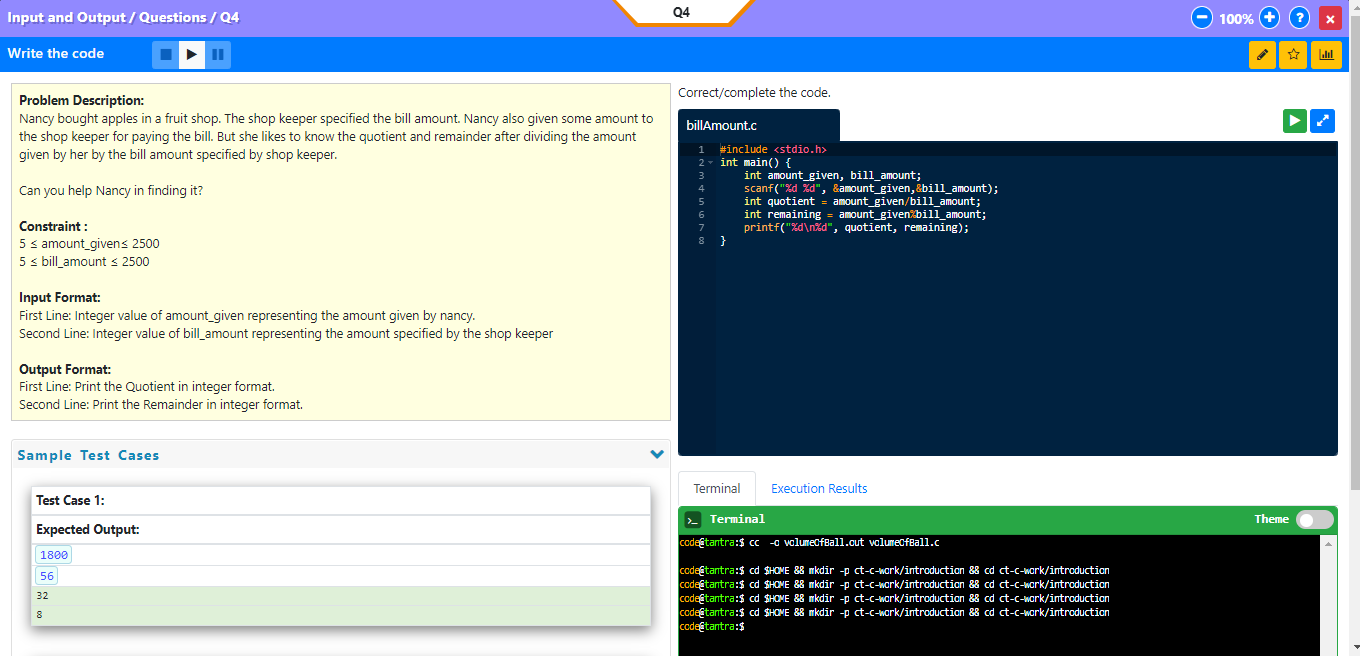 Input and Output / Questions / Q4
Q4
100%
Write the code
Problem Description:
Nancy bought apples in a fruit shop. The shop keeper specified the bill amount. Nancy also given some amount to
the shop keeper for paying the bill. But she likes to know the quotient and remainder after dividing the amount
given by her by the bill amount specified by shop keeper.
Can you help Nancy in finding it?
Constraint :
5 ≤ amount_given≤ 2500
5 ≤ bill_amount ≤ 2500
Input Format:
First Line: Integer value of amount_given representing the amount given by nancy.
Second Line: Integer value of bill_amount representing the amount specified by the shop keeper
Output Format:
First Line: Print the Quotient in integer format.
Second Line: Print the Remainder in integer format.
Sample Test Cases
Test Case 1:
Expected Output:
1800
56
32
8
Correct/complete the code.
billAmount.c
1 #include <stdio.h>
2 int main() {
3 int amount_given, bill_amount;
4 scanf("%d %d", &amount_given,&bill_amount);
5 int quotient = amount_given/bill_amount;
6 int remaining = amount_given%bill_amount;
7 printf("%d\n%d", quotient, remaining);
8 }
Terminal
Execution Results
Terminal
Theme
code@tantra:$ cc -o volumeOfBall.out volumeOfBall.c
code@tantra:$ cd $HOME && mkdir -p ct-c-work/introduction && cd ct-c-work/introduction
code@tantra:$ cd $HOME && mkdir -p ct-c-work/introduction && cd ct-c-work/introduction
code@tantra:$ cd $HOME && mkdir -p ct-c-work/introduction && cd ct-c-work/introduction
code@tantra:$ cd $HOME && mkdir -p ct-c-work/introduction && cd ct-c-work/introduction
code@tantra:$